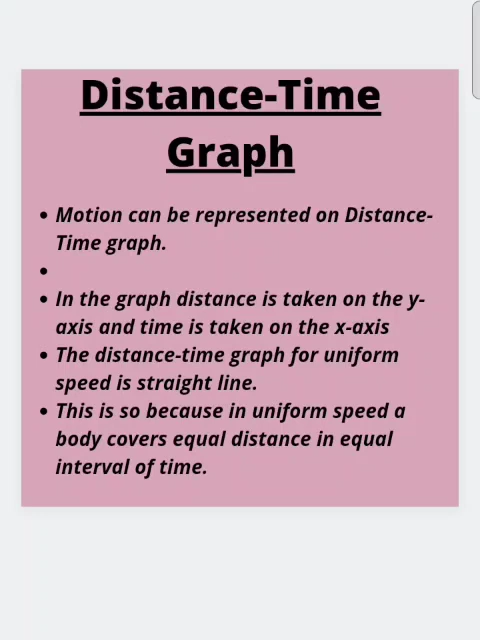 Distance-Time
Graph
• Motion can be represented on Distance-
Time graph.
•
• In the graph distance is taken on the y-
axis and time is taken on the x-axis
• The distance-time graph for uniform
speed is straight line.
• This is so because in uniform speed a
body covers equal distance in equal
interval of time.